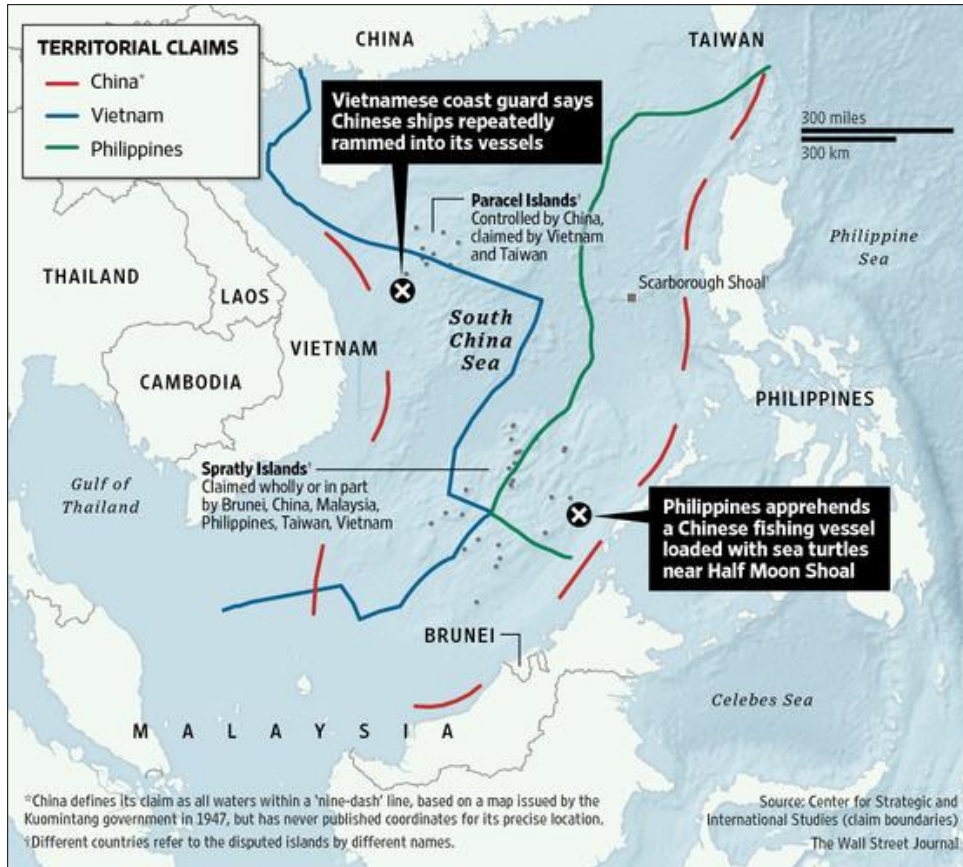 TERRITORIAL CLAIMS
China*
Vietnam
Philippines
CHINA
TAIWAN
Vietnamese coast guard says
Chinese ships repeatedly
rammed into its vessels
300 miles
300 km
Paracel Islands†
Controlled by China,
claimed by Vietnam
and Taiwan
Philippine
Sea
THAILAND
LAOS
Scarborough Shoal†
South
China
Sea
VIETNAM
CAMBODIA
PHILIPPINES
Gulf of
Thailand
Spratly Islands†
Claimed wholly or in part
by Brunei, China, Malaysia,
Philippines, Taiwan, Vietnam
Philippines apprehends
a Chinese fishing vessel
loaded with sea turtles
near Half Moon Shoal
BRUNEI
Celebes Sea
MALAYSIA
*China defines its claim as all waters within a 'nine-dash' line, based on a map issued by the
Kuomintang government in 1947, but has never published coordinates for its precise location.
†Different countries refer to the disputed islands by different names.
Source: Center for Strategic and
International Studies (claim boundaries)
The Wall Street Journal